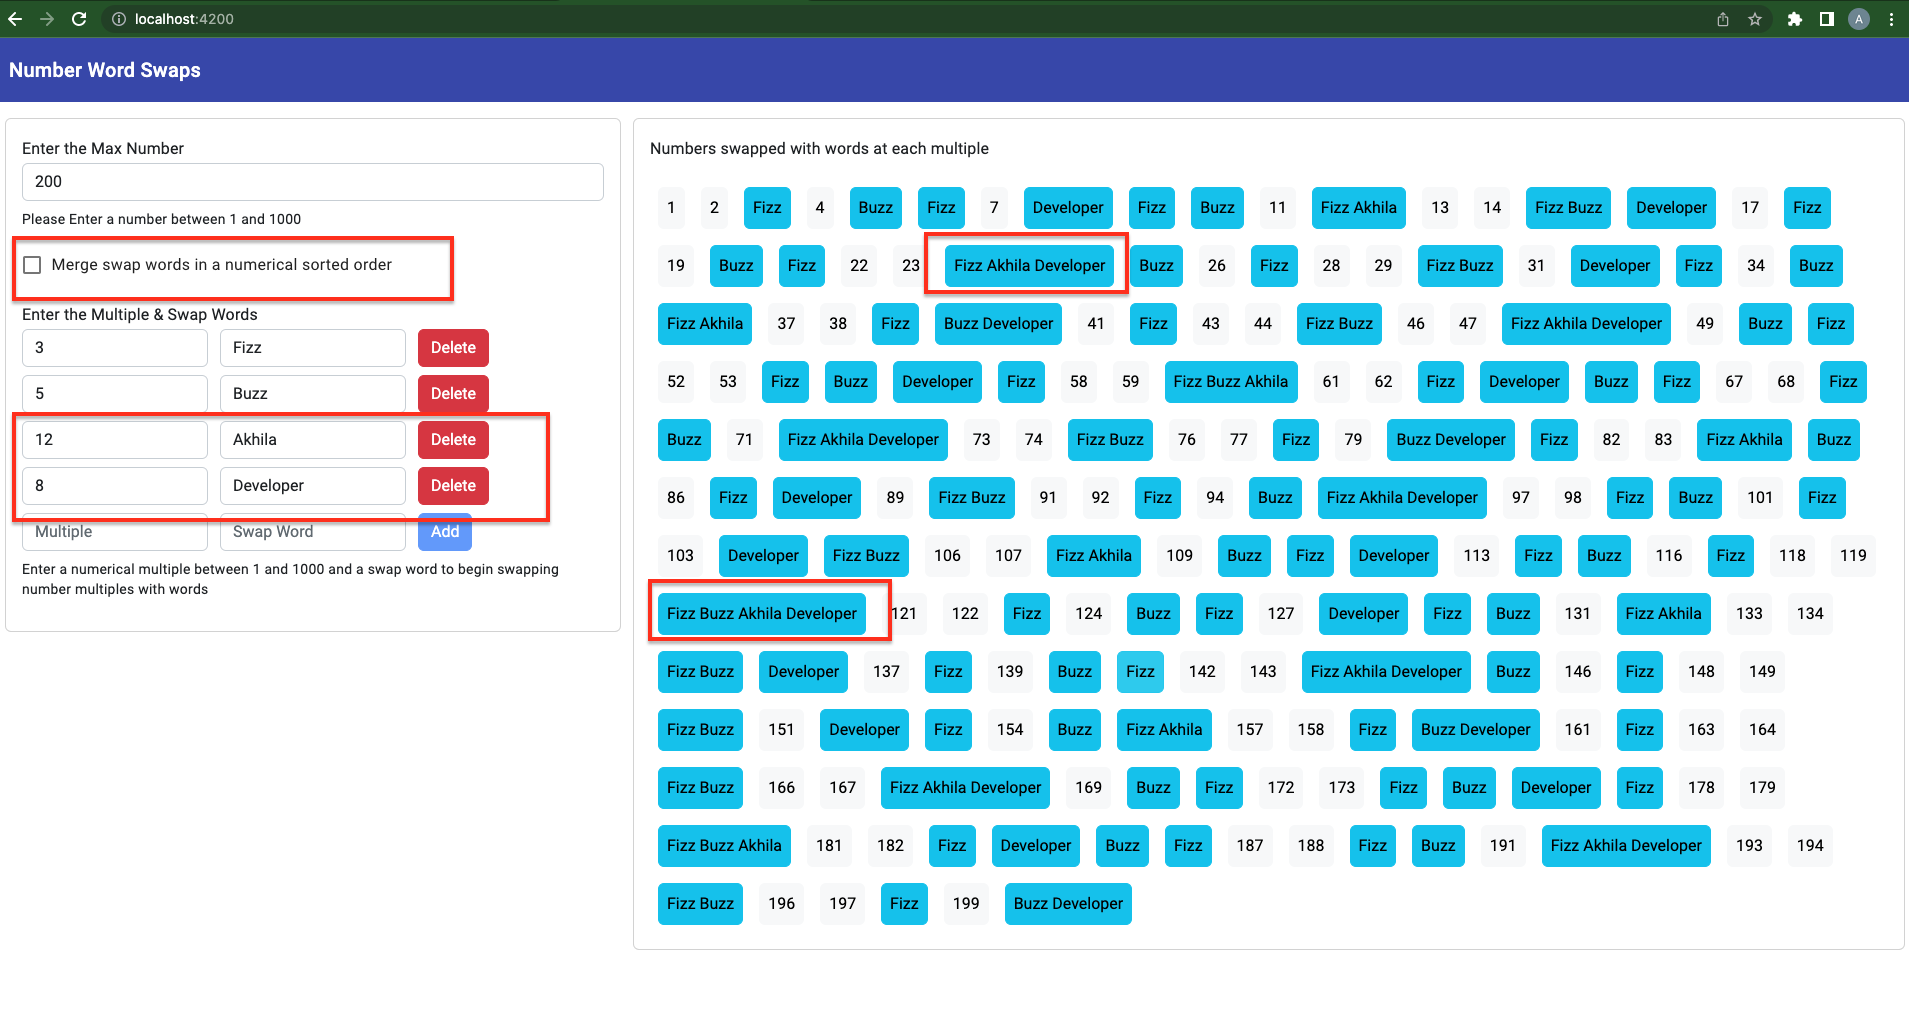 localhost:4200
A
Number Word Swaps
Enter the Max Number
200
Please Enter a number between 1 and 1000
Merge swap words in a numerical sorted order
Enter the Multiple & Swap Words
3 Fizz Delete
5 Buzz Delete
12 Akhila Delete
8 Developer Delete
Multiple Swap Word Add
Enter a numerical multiple between 1 and 1000 and a swap word to begin swapping
number multiples with words
Numbers swapped with words at each multiple
1 2 Fizz 4 Buzz Fizz 7 Developer Fizz Buzz 11 Fizz Akhila 13 14 Fizz Buzz Developer 17 Fizz
19 Buzz Fizz 22 23 Fizz Akhila Developer Buzz 26 Fizz 28 29 Fizz Buzz 31 Developer Fizz 34 Buzz
Fizz Akhila 37 38 Fizz Buzz Developer 41 Fizz 43 44 Fizz Buzz 46 47 Fizz Akhila Developer 49 Buzz Fizz
52 53 Fizz Buzz Developer Fizz 58 59 Fizz Buzz Akhila 61 62 Fizz Developer Buzz Fizz 67 68 Fizz
Buzz 71 Fizz Akhila Developer 73 74 Fizz Buzz 76 77 Fizz 79 Buzz Developer Fizz 82 83 Fizz Akhila Buzz
86 Fizz Developer 89 Fizz Buzz 91 92 Fizz 94 Buzz Fizz Akhila Developer 97 98 Fizz Buzz 101 Fizz
103 Developer Fizz Buzz 106 107 Fizz Akhila 109 Buzz Fizz Developer 113 Fizz Buzz 116 Fizz 118 119
Fizz Buzz Akhila Developer 121 122 Fizz 124 Buzz Fizz 127 Developer Fizz Buzz 131 Fizz Akhila 133 134
Fizz Buzz Developer 137 Fizz 139 Buzz Fizz 142 143 Fizz Akhila Developer Buzz 146 Fizz 148 149
Fizz Buzz 151 Developer Fizz 154 Buzz Fizz Akhila 157 158 Fizz Buzz Developer 161 Fizz 163 164
Fizz Buzz 166 167 Fizz Akhila Developer 169 Buzz Fizz 172 173 Fizz Buzz Developer Fizz 178 179
Fizz Buzz Akhila 181 182 Fizz Developer Buzz Fizz 187 188 Fizz Buzz 191 Fizz Akhila Developer 193 194
Fizz Buzz 196 197 Fizz 199 Buzz Developer